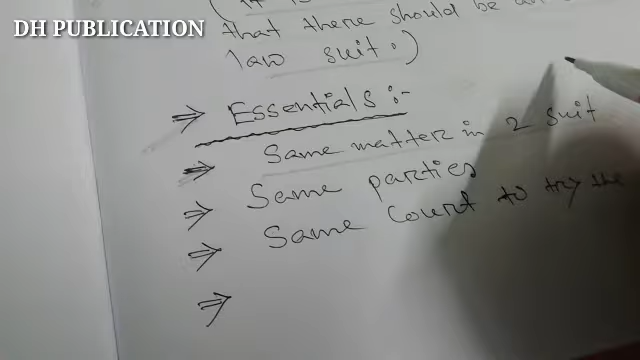 DH PUBLICATION
that there should be an
law suit.)
⇒ Essentials :-
⇒ Same matter in 2 suit
⇒ Same parties
⇒ Same Court to try the
⇒